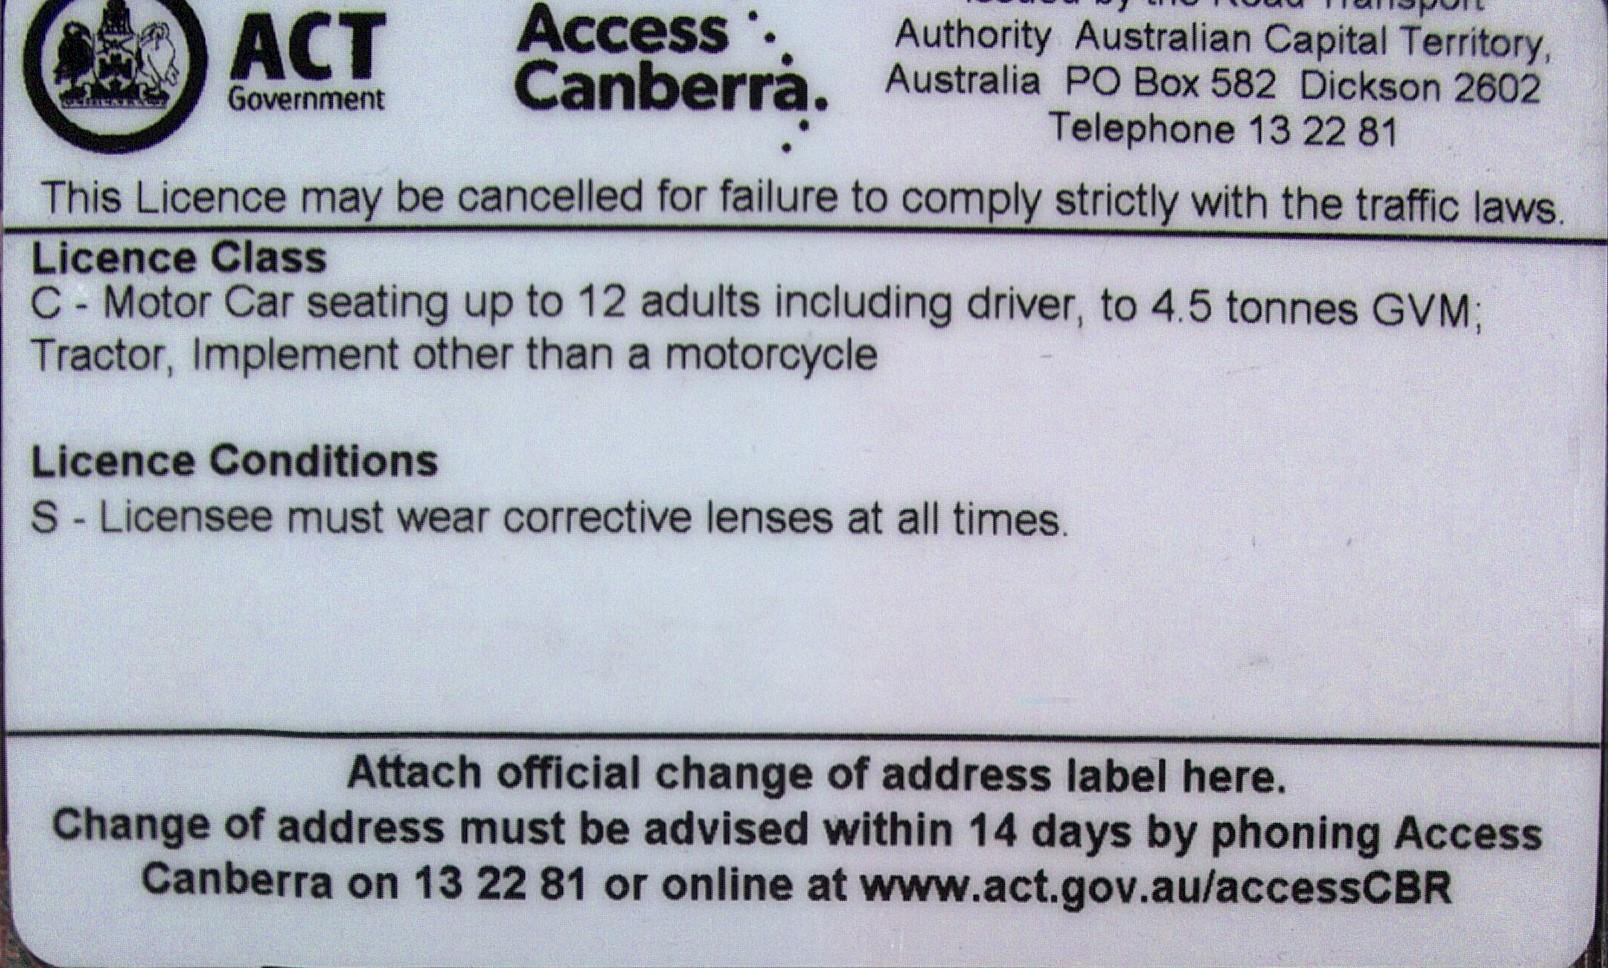 ACT
Government
Access
Canberra.
Issued by the Road Transport
Authority Australian Capital Territory,
Australia PO Box 582 Dickson 2602
Telephone 13 22 81
This Licence may be cancelled for failure to comply strictly with the traffic laws.
Licence Class
C - Motor Car seating up to 12 adults including driver, to 4.5 tonnes GVM;
Tractor, Implement other than a motorcycle
Licence Conditions
S - Licensee must wear corrective lenses at all times.
Attach official change of address label here.
Change of address must be advised within 14 days by phoning Access
Canberra on 13 22 81 or online at www.act.gov.au/accessCBR